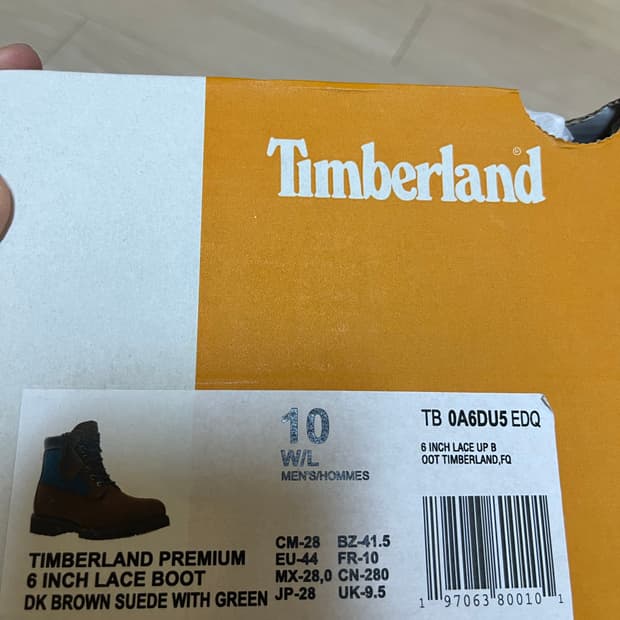 Timberland©
10
W/L
MEN'S/HOMMES
TB 0A6DU5 EDQ
6 INCH LACE UP B
OOT TIMBERLAND,FQ
TIMBERLAND PREMIUM
6 INCH LACE BOOT
DK BROWN SUEDE WITH GREEN
CM-28 BZ-41.5
EU-44 FR-10
MX-28,0 CN-280
JP-28 UK-9.5
1 97063 80010 1